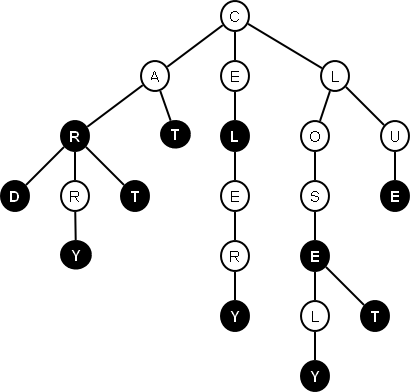 C
A E L
R T L O U
D R T E S E
Y R E
Y L T
Y